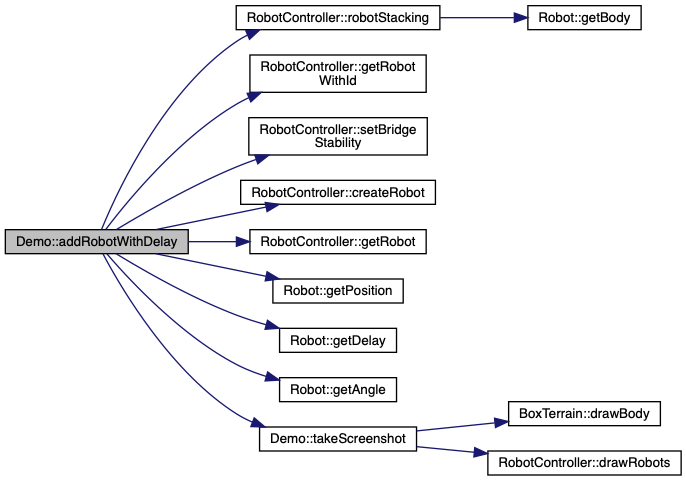 RobotController::robotStacking
Robot::getBody
RobotController::getRobot
WithId
RobotController::setBridge
Stability
RobotController::createRobot
Demo::addRobotWithDelay
RobotController::getRobot
Robot::getPosition
Robot::getDelay
Robot::getAngle
BoxTerrain::drawBody
Demo::takeScreenshot
RobotController::drawRobots